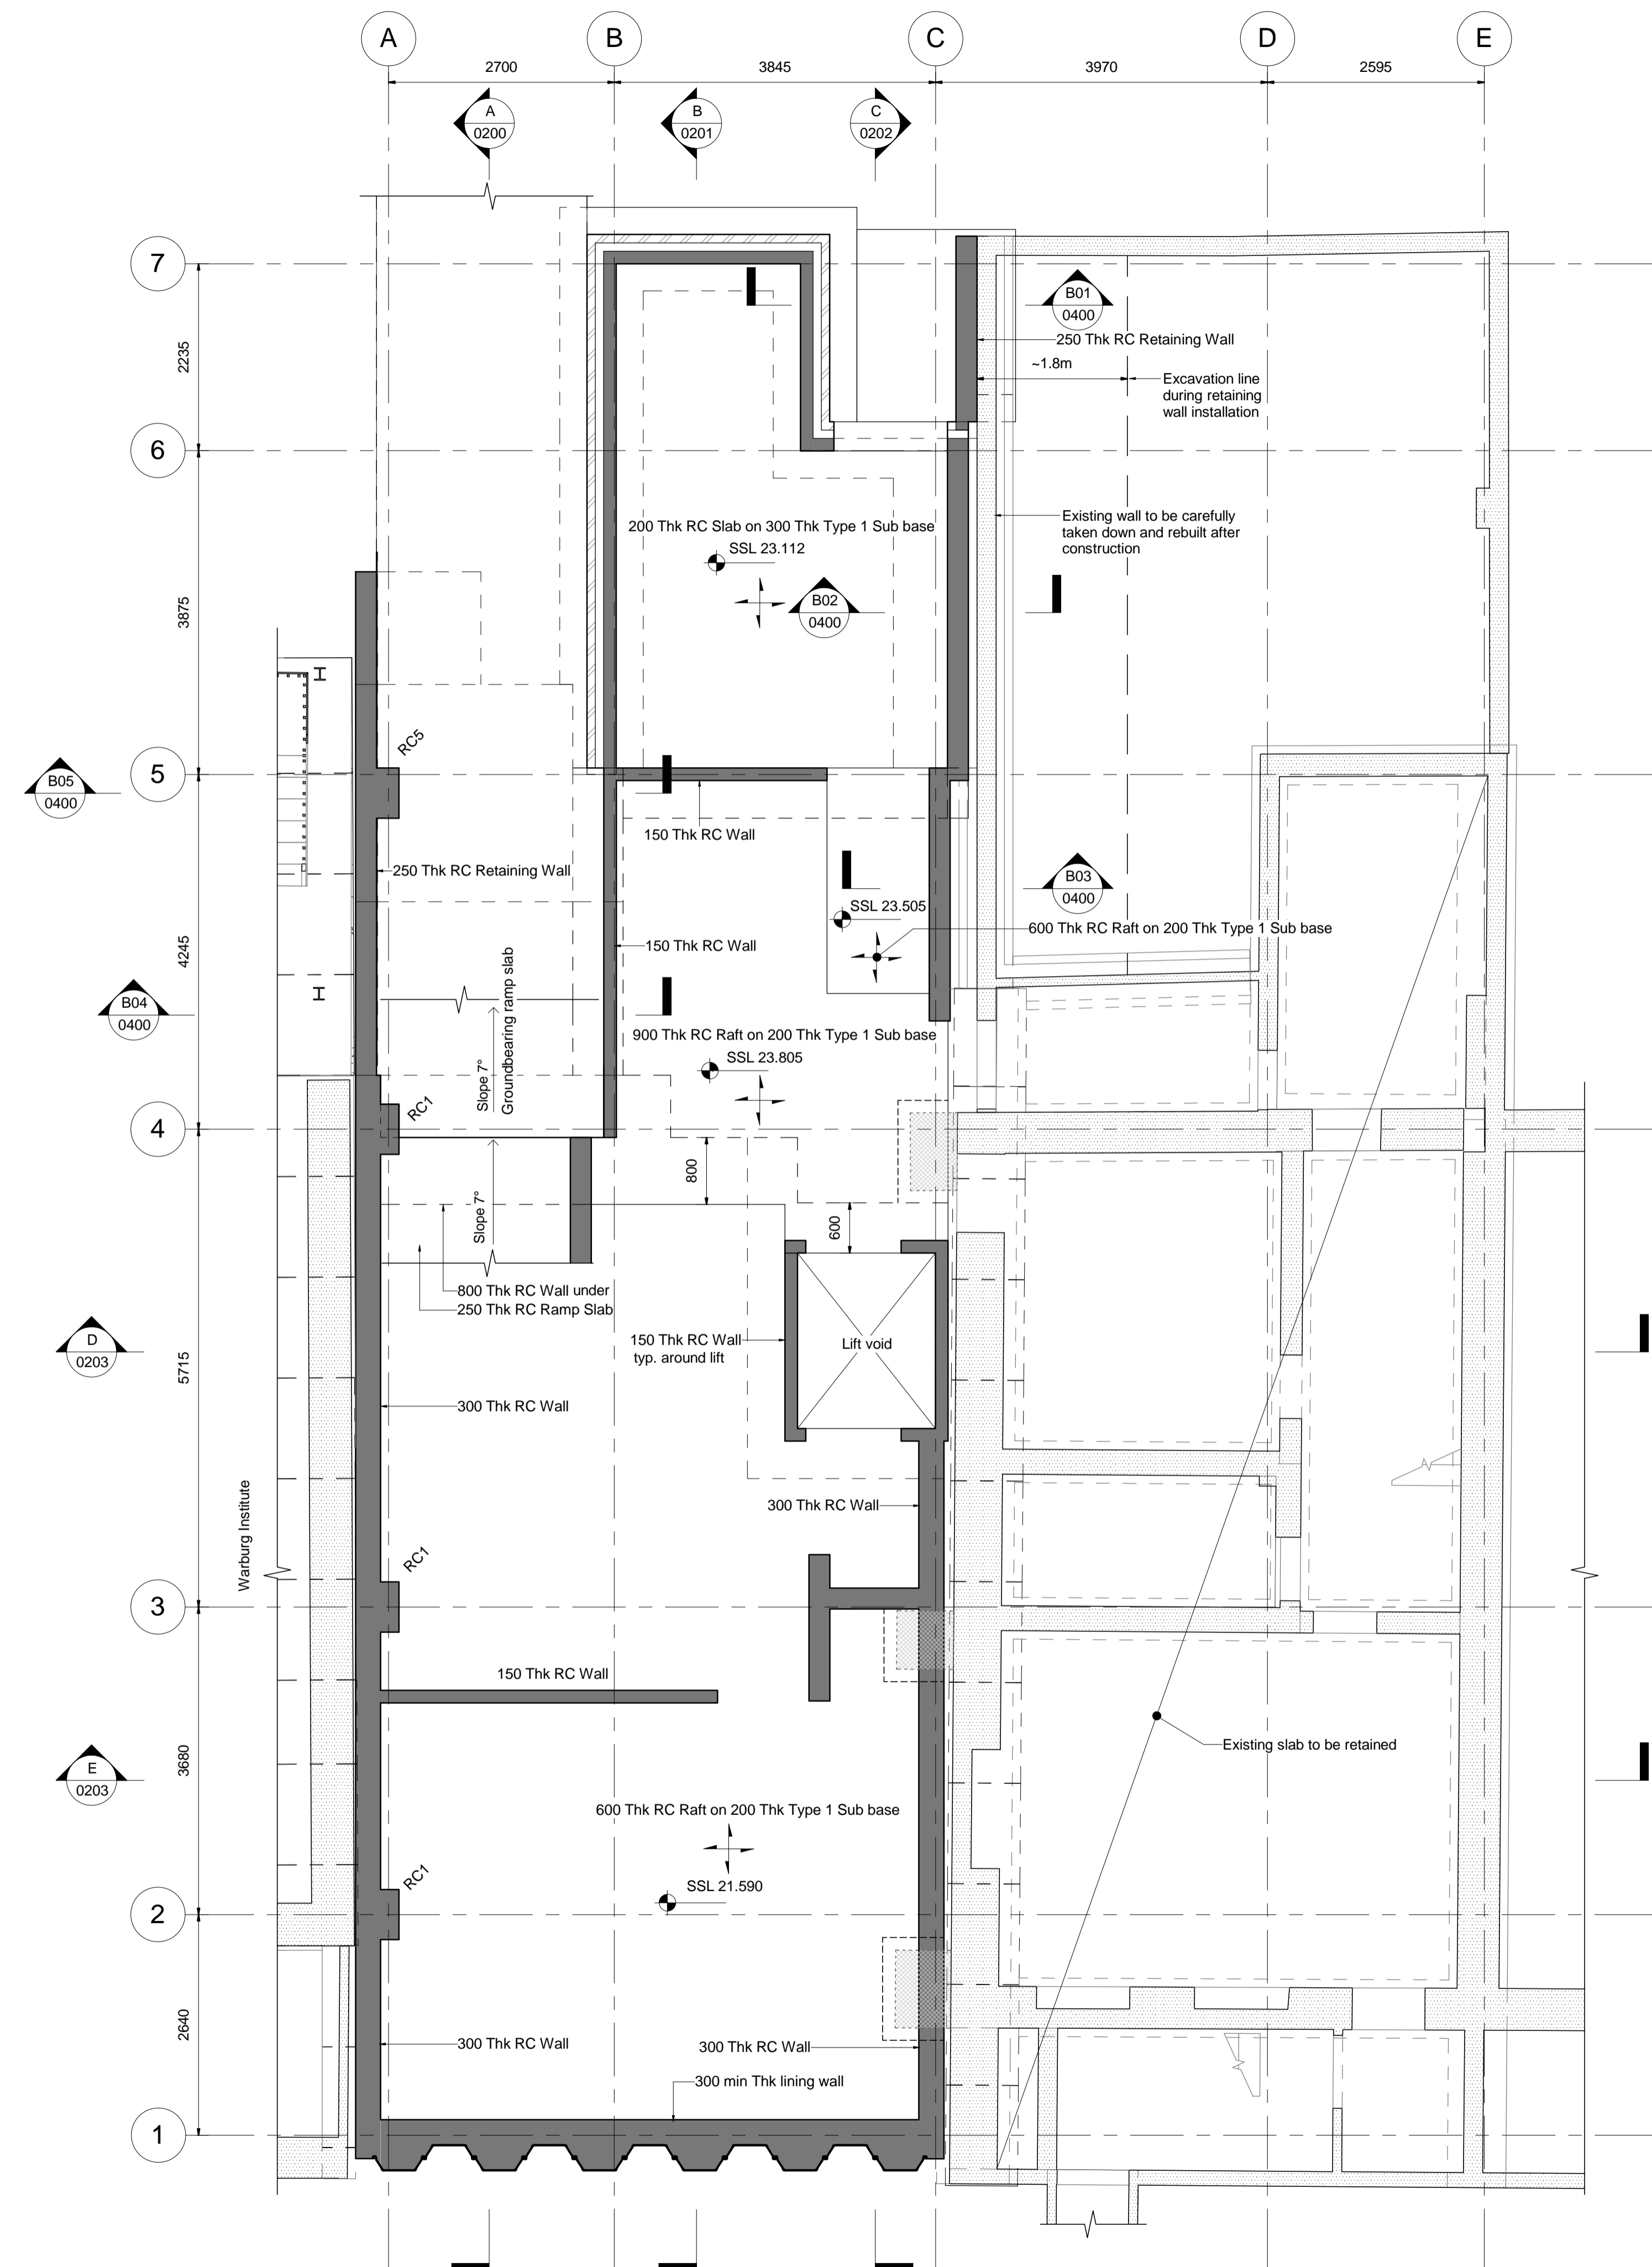 A
B
C
D
E
2700
3845
3970
2595
A
0200
B
0201
C
0202
7
B01
0400
250 Thk RC Retaining Wall
2235
~1.8m
Excavation line
during retaining
wall installation
6
200 Thk RC Slab on 300 Thk Type 1 Sub base
Existing wall to be carefully
taken down and rebuilt after
construction
SSL 23.112
3875
B02
0400
RC5
5
B05
0400
150 Thk RC Wall
250 Thk RC Retaining Wall
B03
0400
SSL 23.505
600 Thk RC Raft on 200 Thk Type 1 Sub base
4245
150 Thk RC Wall
Groundbearing ramp slab
Slope 7°
B04
0400
900 Thk RC Raft on 200 Thk Type 1 Sub base
SSL 23.805
RC1
4
800
Slope 7°
600
800 Thk RC Wall under
250 Thk RC Ramp Slab
D
0203
150 Thk RC Wall
typ. around lift
Lift void
5715
300 Thk RC Wall
300 Thk RC Wall
Warburg Institute
RC1
3
150 Thk RC Wall
Existing slab to be retained
3680
E
0203
600 Thk RC Raft on 200 Thk Type 1 Sub base
RC1
SSL 21.590
2
2640
300 Thk RC Wall
300 Thk RC Wall
300 min Thk lining wall
1